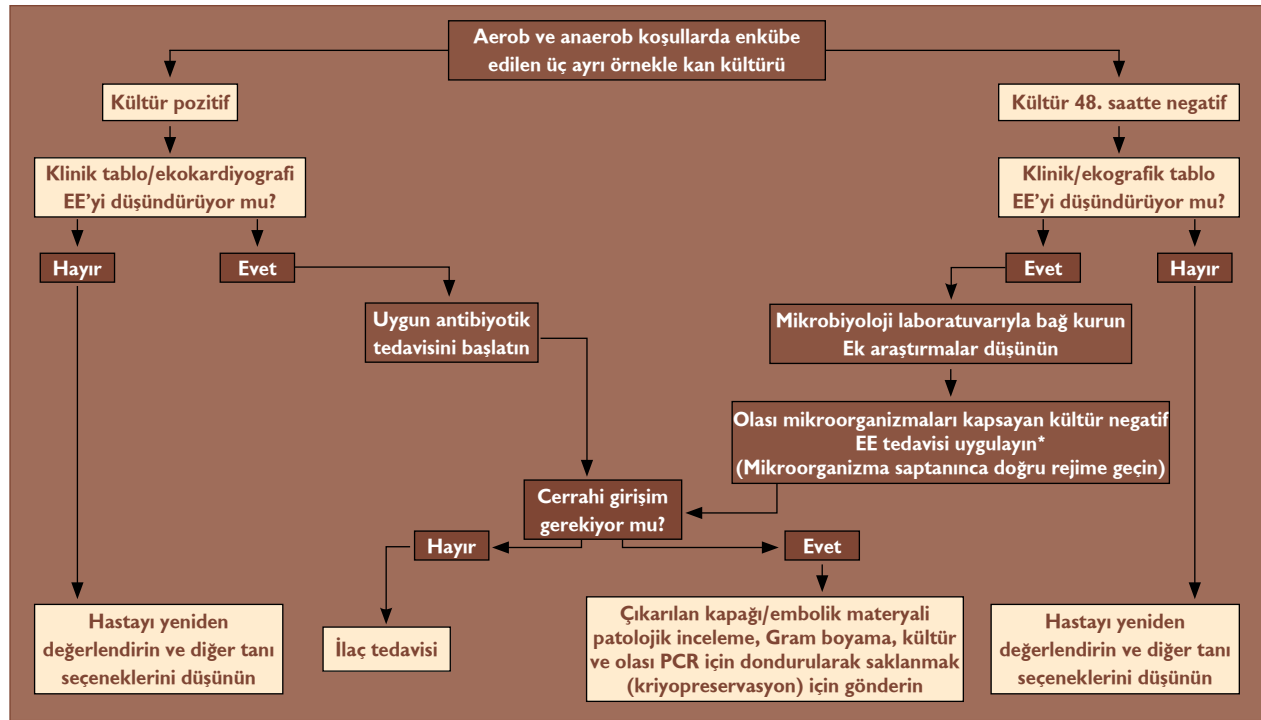 Aerob ve anaerob koşullarda enkübe
edilen üç ayrı örnekle kan kültürü
Kültür pozitif
Kültür 48. saatte negatif
Klinik tablo/ekokardiyografi
EE’yi düşündürüyor mu?
Klinik/ekografik tablo
EE’yi düşündürüyor mu?
Hayır
Evet
Evet
Hayır
Uygun antibiyotik
tedavisini başlatın
Mikrobiyoloji laboratuvarıyla bağ kurun
Ek araştırmalar düşünün
Olası mikroorganizmaları kapsayan kültür negatif
EE tedavisi uygulayın*
(Mikroorganizma saptanınca doğru rejime geçin)
Cerrahi girişim
gerekiyor mu?
Hayır
Evet
Hastayı yeniden
değerlendirin ve diğer tanı
seçeneklerini düşünün
İlaç tedavisi
Çıkarılan kapağı/embolik materyali
patolojik inceleme, Gram boyama, kültür
ve olası PCR için dondurularak saklanmak
(kriyopreservasyon) için gönderin
Hastayı yeniden
değerlendirin ve diğer tanı
seçeneklerini düşünün